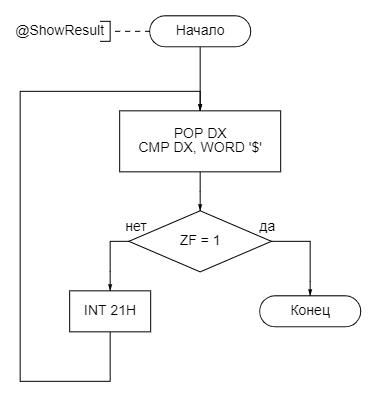 @ShowResult
Начало
POP DX
CMP DX, WORD '$'
нет
да
ZF = 1
INT 21H
Конец